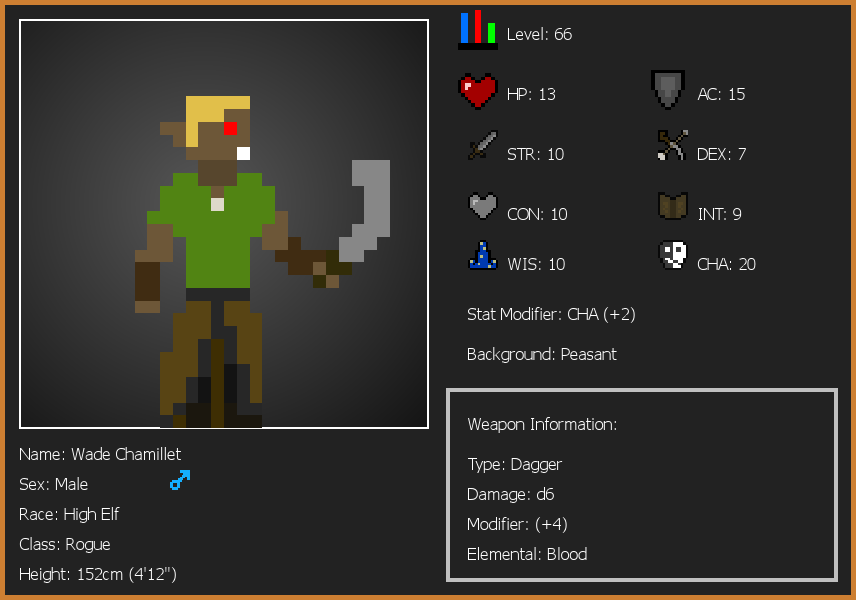 Level: 66
HP: 13
AC: 15
STR: 10
DEX: 7
CON: 10
INT: 9
WIS: 10
CHA: 20
Stat Modifier: CHA (+2)
Background: Peasant
Weapon Information:
Type: Dagger
Damage: d6
Modifier: (+4)
Elemental: Blood
Name: Wade Chamillet
Sex: Male
Race: High Elf
Class: Rogue
Height: 152cm (4'12")